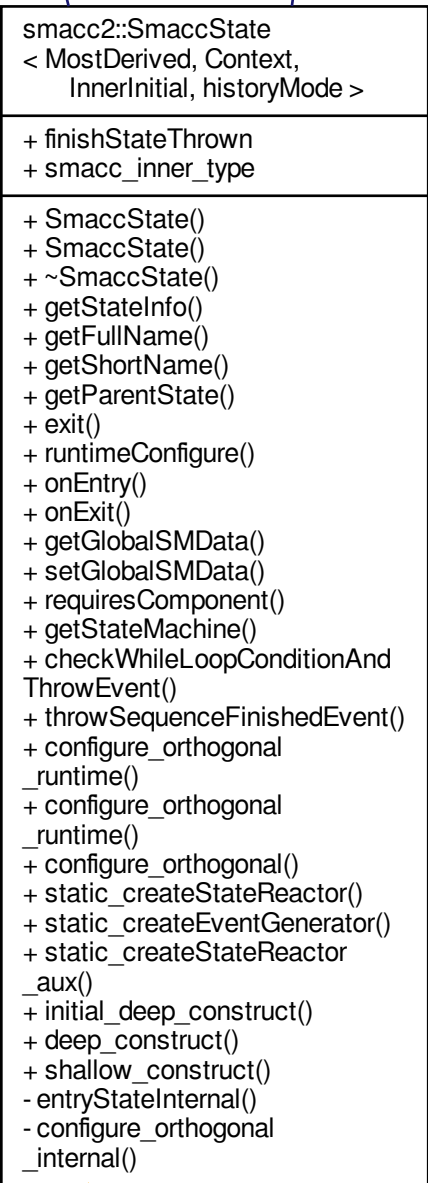 smacc2::SmaccState
< MostDerived, Context,
InnerInitial, historyMode >
+ finishStateThrown
+ smacc_inner_type
+ SmaccState()
+ SmaccState()
+ ~SmaccState()
+ getStateInfo()
+ getFullName()
+ getShortName()
+ getParentState()
+ exit()
+ runtimeConfigure()
+ onEntry()
+ onExit()
+ getGlobalSMData()
+ setGlobalSMData()
+ requiresComponent()
+ getStateMachine()
+ checkWhileLoopConditionAnd
ThrowEvent()
+ throwSequenceFinishedEvent()
+ configure_orthogonal
_runtime()
+ configure_orthogonal
_runtime()
+ configure_orthogonal()
+ static_createStateReactor()
+ static_createEventGenerator()
+ static_createStateReactor
_aux()
+ initial_deep_construct()
+ deep_construct()
+ shallow_construct()
- entryStateInternal()
- configure_orthogonal
_internal()